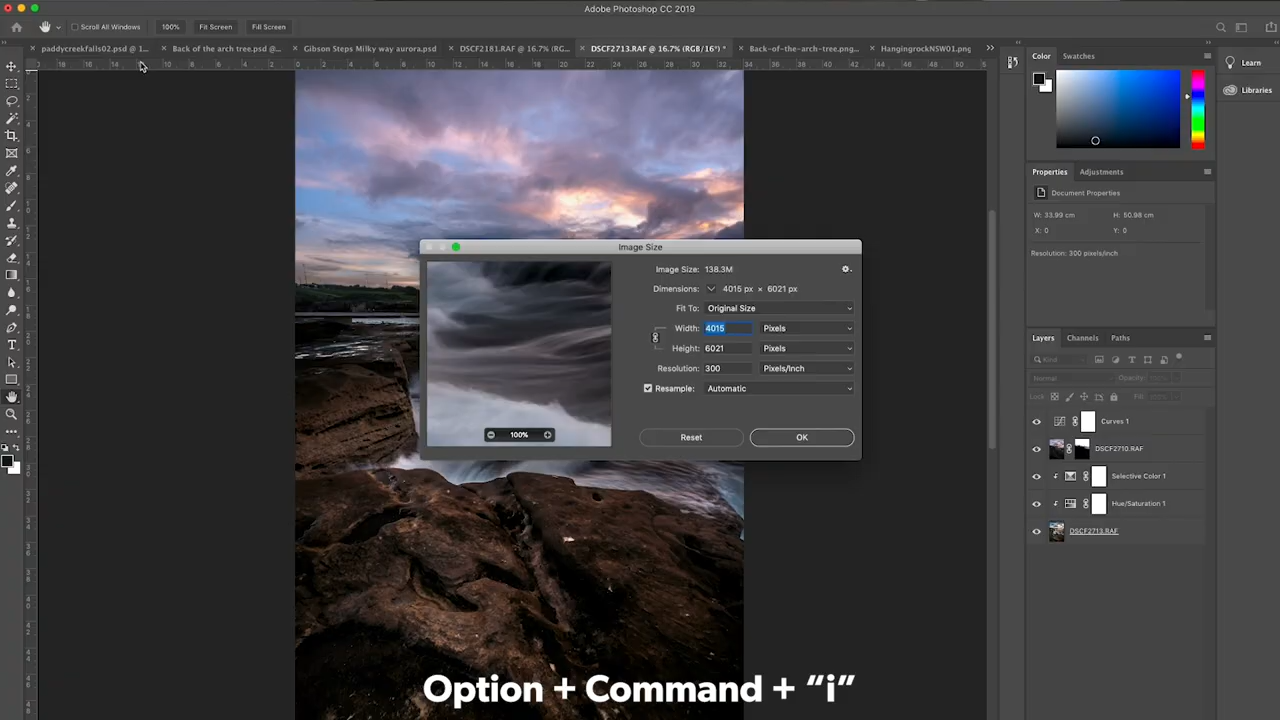 Adobe Photoshop CC 2019
Scroll All Windows
100%
Fit Screen
Fill Screen
paddycreekfalls02.psd @ 1...
Back of the arch tree.psd @...
Gibson Steps Milky way aurora.psd
DSCF2181.RAF @ 16.7% (RG...
DSCF2713.RAF @ 16.7% (RGB/16*) *
Back-of-the-arch-tree.png...
HangingrockNSW01.png
Color
Swatches
Learn
Libraries
Properties
Adjustments
Document Properties
W: 33.99 cm
H: 50.98 cm
X: 0
Y: 0
Resolution: 300 pixels/inch
Image Size
Image Size: 138.3M
Dimensions: 4015 px × 6021 px
Fit To: Original Size
Width: 4015 Pixels
Height: 6021 Pixels
Resolution: 300 Pixels/Inch
Resample: Automatic
100%
Reset
OK
Layers
Channels
Paths
Kind
Normal
Opacity: 100%
Lock:
Fill: 100%
Curves 1
DSCF2710.RAF
Selective Color 1
Hue/Saturation 1
DSCF2713.RAF
Option + Command + “i”